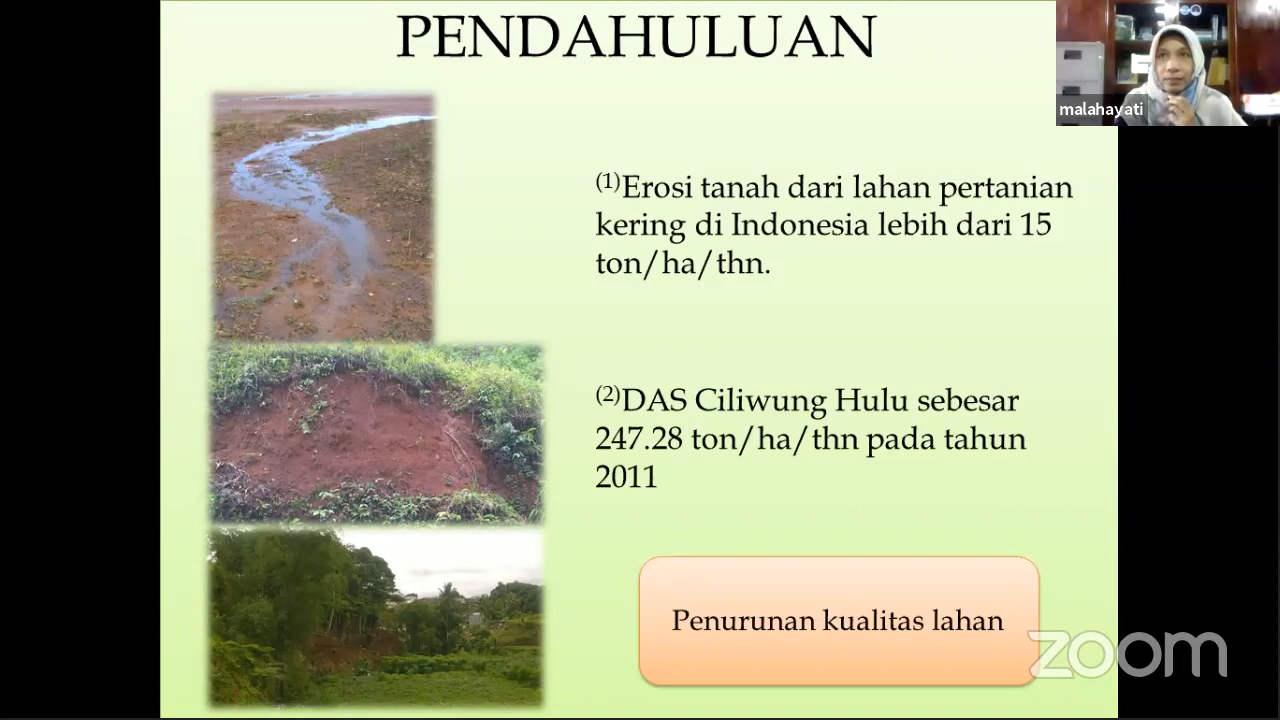 PENDAHULUAN
malahayati
(1)Erosi tanah dari lahan pertanian
kering di Indonesia lebih dari 15
ton/ha/thn.
(2)DAS Ciliwung Hulu sebesar
247.28 ton/ha/thn pada tahun
2011
Penurunan kualitas lahan
zoom